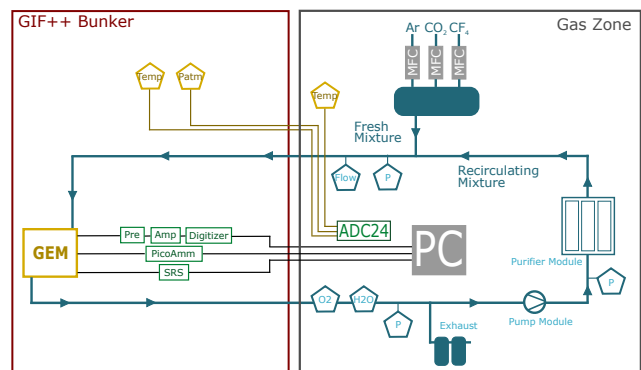 GIF++ Bunker
Gas Zone
Ar CO2 CF4
MFC MFC MFC
Temp Patm
Temp
Fresh
Mixture
Recirculating
Mixture
Flow P
Pre Amp Digitizer
ADC24
GEM
PicoAmm
PC
SRS
Purifier Module
P
O2 H2O
P
Exhaust
Pump Module